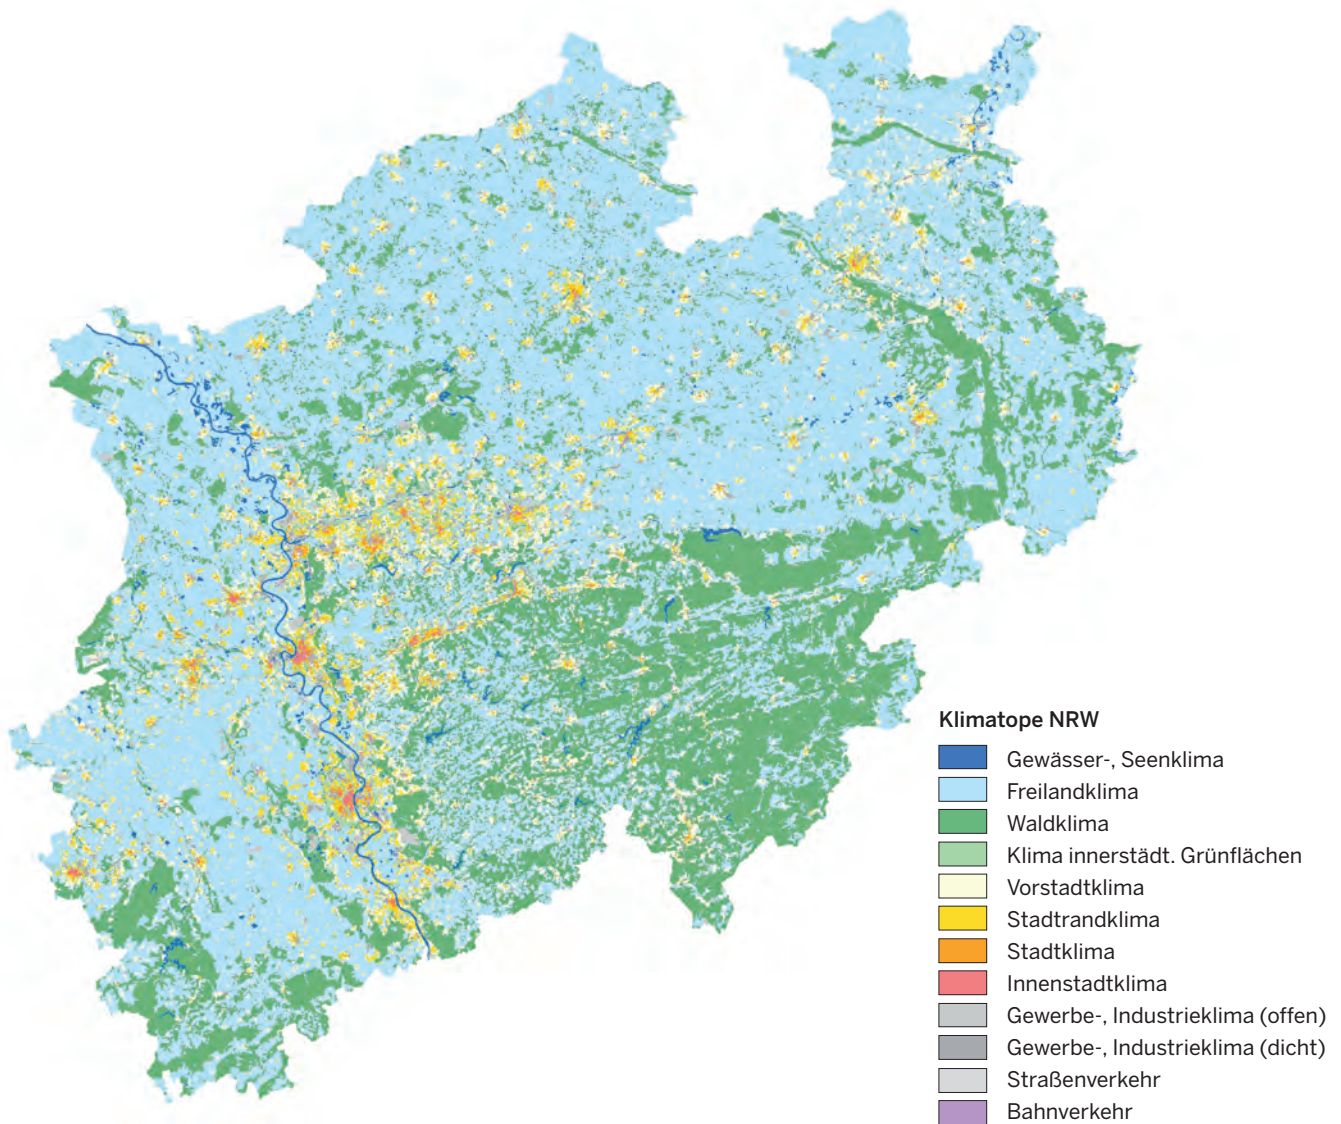 Klimatope NRW
Gewässer-, Seenklima
Freilandklima
Waldklima
Klima innerstädt. Grünflächen
Vorstadtklima
Stadtrandklima
Stadtklima
Innenstadtklima
Gewerbe-, Industrieklima (offen)
Gewerbe-, Industrieklima (dicht)
Straßenverkehr
Bahnverkehr